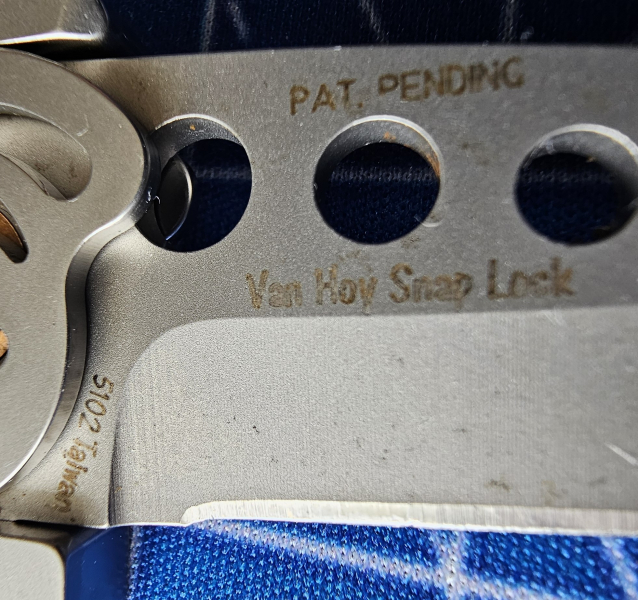 PAT. PENDING
Van Hoy Snap Lock
5102 Taiwan